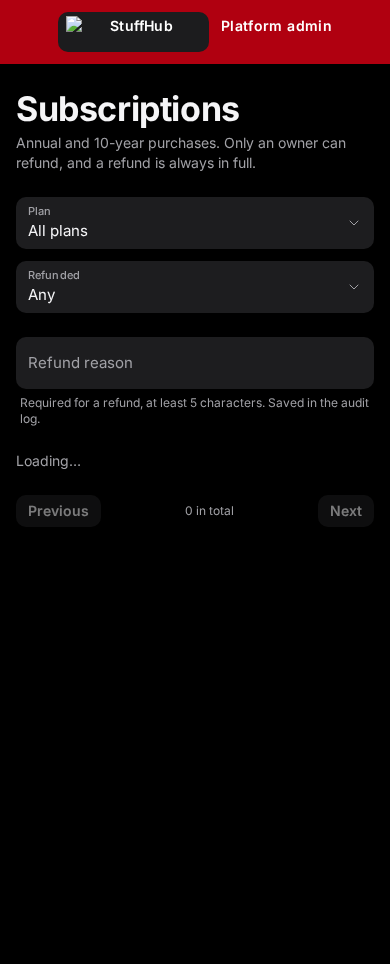 StuffHub
Platform admin
Subscriptions
Annual and 10-year purchases. Only an owner can
refund, and a refund is always in full.
Plan
All plans
Refunded
Any
Refund reason
Required for a refund, at least 5 characters. Saved in the audit
log.
Loading...
Previous
0 in total
Next